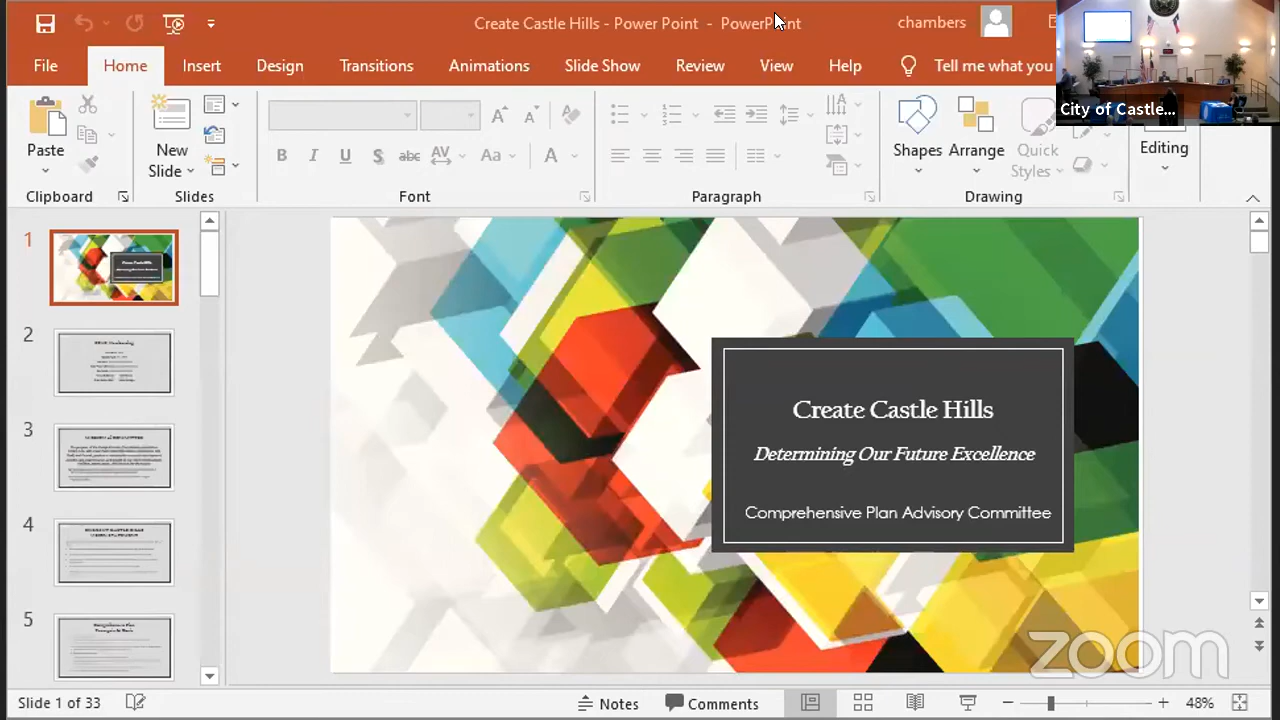 Create Castle Hills - Power Point - PowerPoint
chambers
City of Castle...
File
Home
Insert
Design
Transitions
Animations
Slide Show
Review
View
Help
Tell me what you
Paste
New
Slide
B I U S abc AV Aa A
Shapes
Arrange
Quick
Styles
Editing
Clipboard
Slides
Font
Paragraph
Drawing
1
2
3
4
5
Create Castle Hills
Determining Our Future Excellence
Comprehensive Plan Advisory Committee
zoom
Slide 1 of 33
Notes
Comments
48%